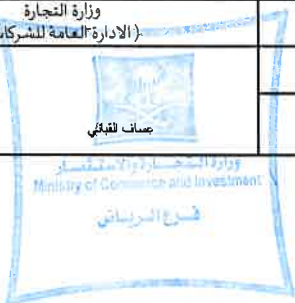 وزارة التجارة
(الادارة العامة للشركات
عساف القباني
وزارة التجارة والاستثمار
Ministry of Commerce and Investment
فرع الرياض